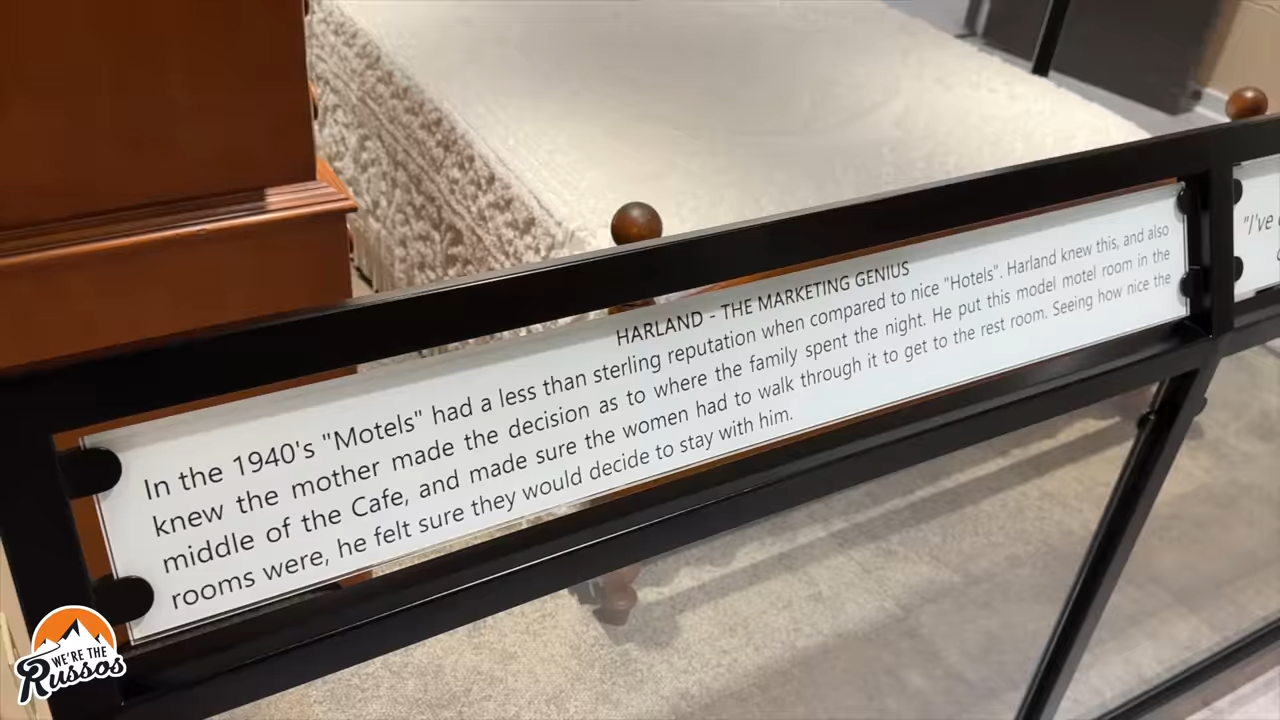 HARLAND - THE MARKETING GENIUS
In the 1940's "Motels" had a less than sterling reputation when compared to nice "Hotels". Harland knew this, and also
knew the mother made the decision as to where the family spent the night. He put this model motel room in the
middle of the Cafe, and made sure the women had to walk through it to get to the rest room. Seeing how nice the
rooms were, he felt sure they would decide to stay with him.
"I've
WE'RE THE
RUSSOS